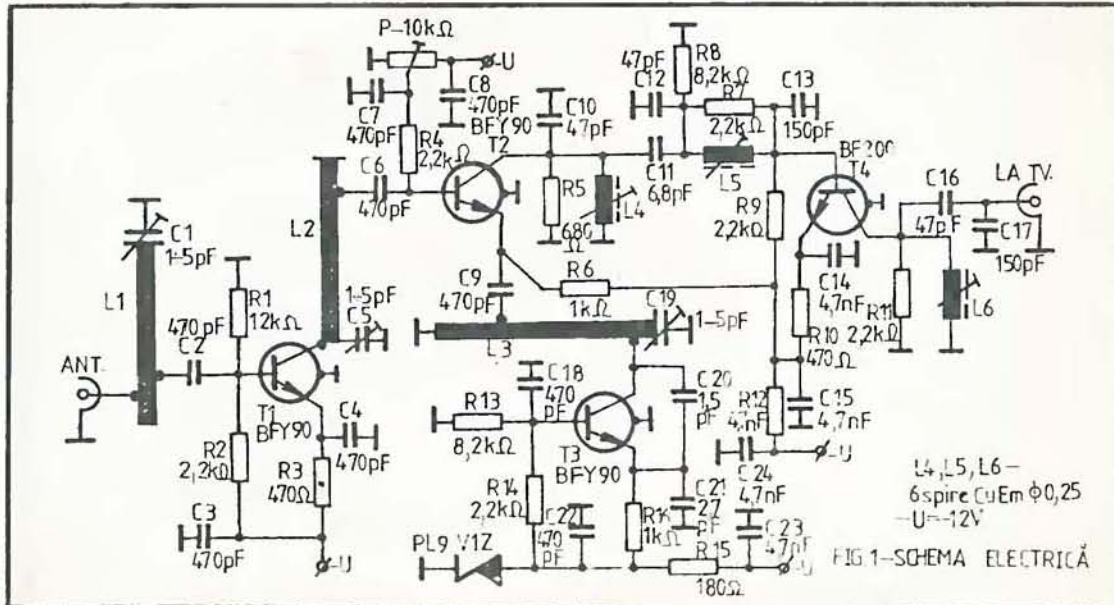 P-10kΩ
-U
C8
470pF
C7
470pF
R4
2,2kΩ
BFY90
T2
C10
47pF
47pF
C12
R8
8,2kΩ
R7
2,2kΩ
C13
150pF
C6
470pF
R5
680
Ω
L4
C11
6,8pF
L5
BF200
T4
C16
47pF
LA TV.
C17
150pF
C1
1-5pF
L1
L2
R9
2,2kΩ
C14
4,7nF
R11
2,2kΩ
L6
R10
470Ω
C9
470pF
R6
1kΩ
C19
1-5pF
L3
1-5pF
C5
R1
12kΩ
470pF
C2
ANT.
T1
BFY90
C4
470pF
R2
2,2kΩ
R3
470Ω
C3
470pF
-U
C18
470
pF
R13
8,2kΩ
T3
BFY90
C20
1,5
pF
R12
C15
4,7nF
-U
C24
4,7nF
R14
2,2kΩ
C22
470
pF
1kΩ
C21
27
pF
C23
4,7nF
PL9 V1Z
R15
180Ω
-U
L4,L5,L6-
6 spire CuEm ϕ0,25
-U=-12V
FIG.1-SCHEMA ELECTRICĂ